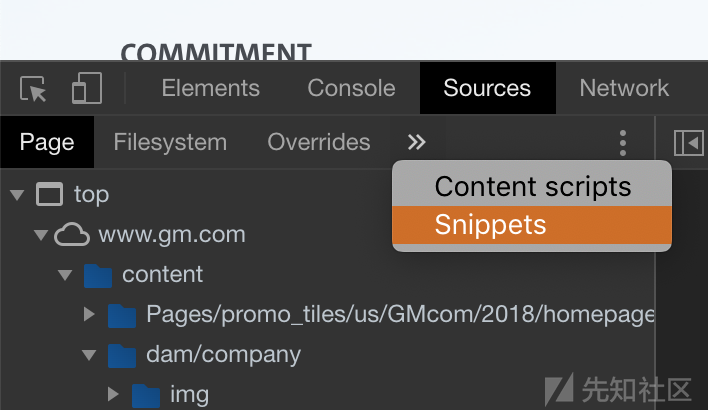 COMMITMENT
Elements Console Sources Network
Page Filesystem Overrides »
top
Content scripts
www.gm.com
Snippets
content
Pages/promo_tiles/us/GMcom/2018/homepage
dam/company
img
先知社区